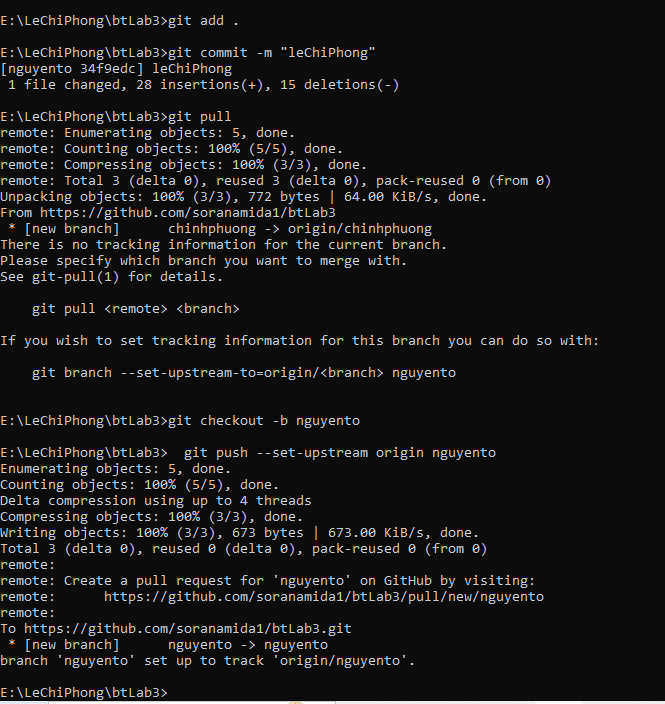 E:\LeChiPhong\btLab3>git add .
E:\LeChiPhong\btLab3>git commit -m "leChiPhong"
[nguyento 34f9edc] leChiPhong
 1 file changed, 28 insertions(+), 15 deletions(-)
E:\LeChiPhong\btLab3>git pull
remote: Enumerating objects: 5, done.
remote: Counting objects: 100% (5/5), done.
remote: Compressing objects: 100% (3/3), done.
remote: Total 3 (delta 0), reused 3 (delta 0), pack-reused 0 (from 0)
Unpacking objects: 100% (3/3), 772 bytes | 64.00 KiB/s, done.
From https://github.com/soranamida1/btLab3
 * [new branch]      chinhphuong -> origin/chinhphuong
There is no tracking information for the current branch.
Please specify which branch you want to merge with.
See git-pull(1) for details.
    git pull <remote> <branch>
If you wish to set tracking information for this branch you can do so with:
    git branch --set-upstream-to=origin/<branch> nguyento
E:\LeChiPhong\btLab3>git checkout -b nguyento
E:\LeChiPhong\btLab3>  git push --set-upstream origin nguyento
Enumerating objects: 5, done.
Counting objects: 100% (5/5), done.
Delta compression using up to 4 threads
Compressing objects: 100% (3/3), done.
Writing objects: 100% (3/3), 673 bytes | 673.00 KiB/s, done.
Total 3 (delta 0), reused 0 (delta 0), pack-reused 0 (from 0)
remote:
remote: Create a pull request for 'nguyento' on GitHub by visiting:
remote:      https://github.com/soranamida1/btLab3/pull/new/nguyento
remote:
To https://github.com/soranamida1/btLab3.git
 * [new branch]      nguyento -> nguyento
branch 'nguyento' set up to track 'origin/nguyento'.
E:\LeChiPhong\btLab3>